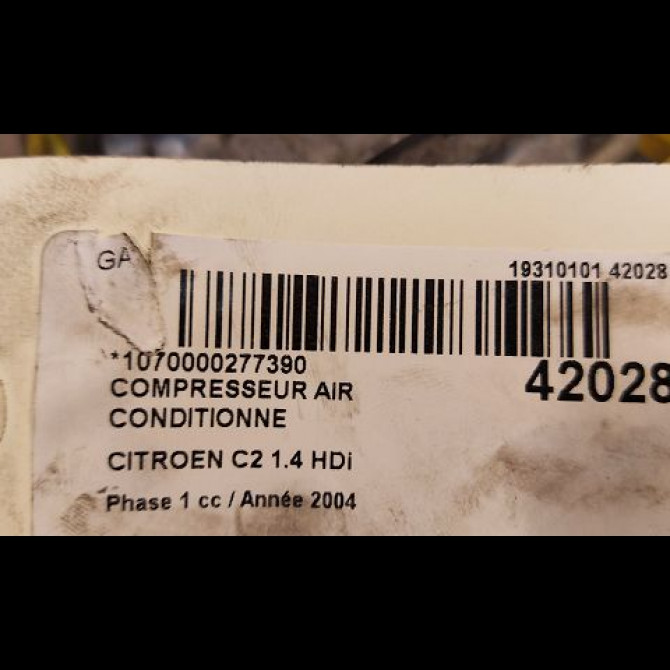 GA
19310101 42028
*1070000277390
42028
COMPRESSEUR AIR
CONDITIONNE
CITROEN C2 1.4 HDi
Phase 1 cc / Année 2004